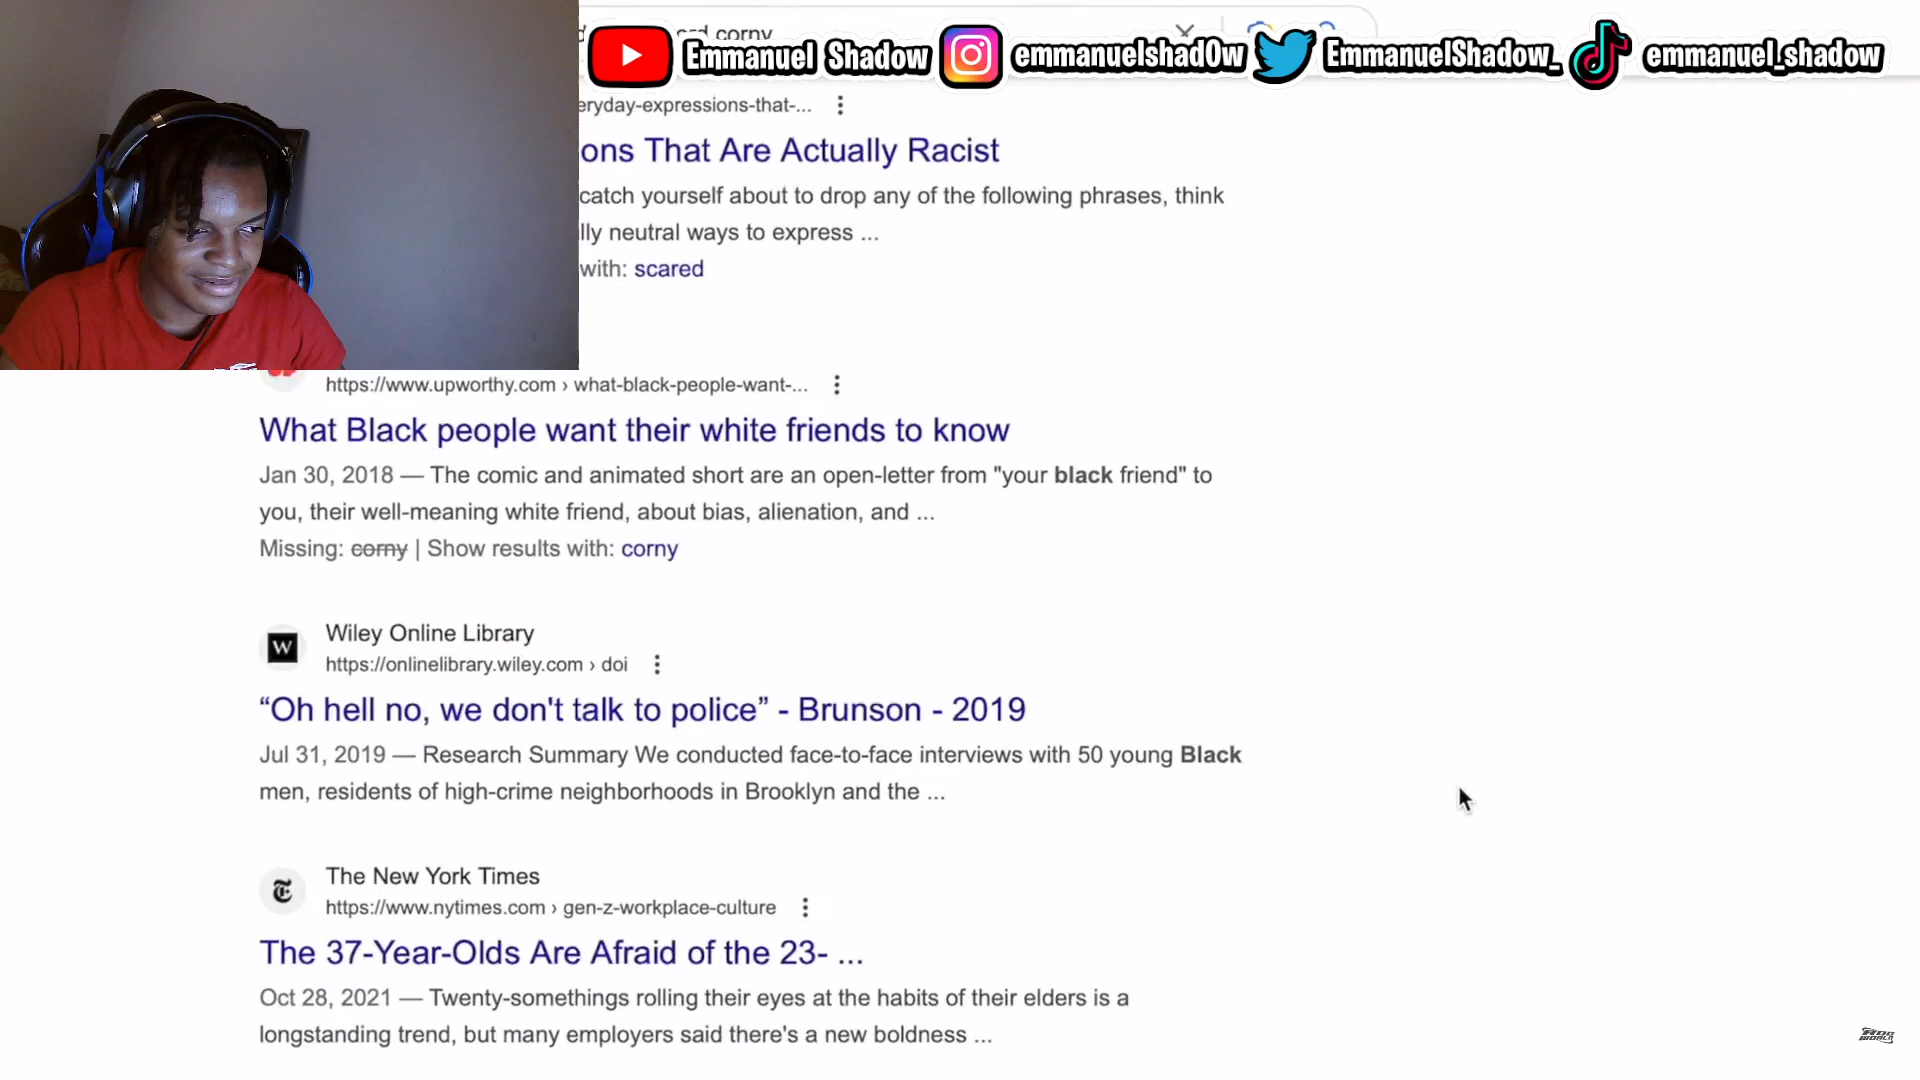 corny
Emmanuel Shadow emmanuelshad0w EmmanuelShadow_ emmanuel_shadow
eryday-expressions-that-...
ons That Are Actually Racist
catch yourself about to drop any of the following phrases, think
lly neutral ways to express ...
with: scared
https://www.upworthy.com › what-black-people-want-...
What Black people want their white friends to know
Jan 30, 2018 — The comic and animated short are an open-letter from "your black friend" to
you, their well-meaning white friend, about bias, alienation, and ...
Missing: corny | Show results with: corny
W
Wiley Online Library
https://onlinelibrary.wiley.com › doi
“Oh hell no, we don't talk to police” - Brunson - 2019
Jul 31, 2019 — Research Summary We conducted face-to-face interviews with 50 young Black
men, residents of high-crime neighborhoods in Brooklyn and the ...
The New York Times
https://www.nytimes.com › gen-z-workplace-culture
The 37-Year-Olds Are Afraid of the 23- ...
Oct 28, 2021 — Twenty-somethings rolling their eyes at the habits of their elders is a
longstanding trend, but many employers said there's a new boldness ...
RDC
WORLD